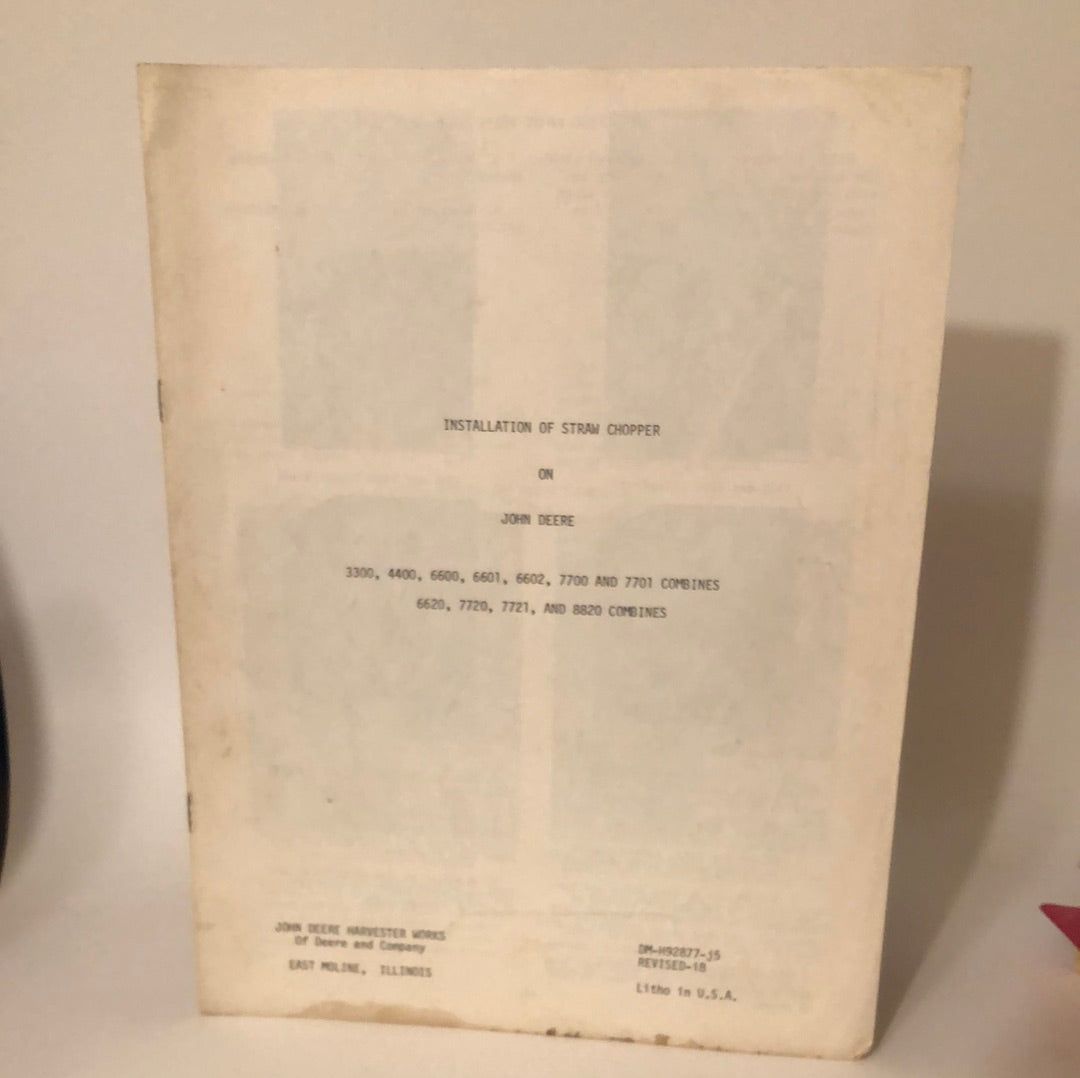 INSTALLATION OF STRAW CHOPPER
ON
JOHN DEERE
3300, 4400, 6600, 6601, 6602, 7700 AND 7701 COMBINES
6620, 7720, 7721, AND 8820 COMBINES
JOHN DEERE HARVESTER WORKS
Of Deere and Company
EAST MOLINE, ILLINOIS
DM-H92877-j5
REVISED-18
Litho in U.S.A.